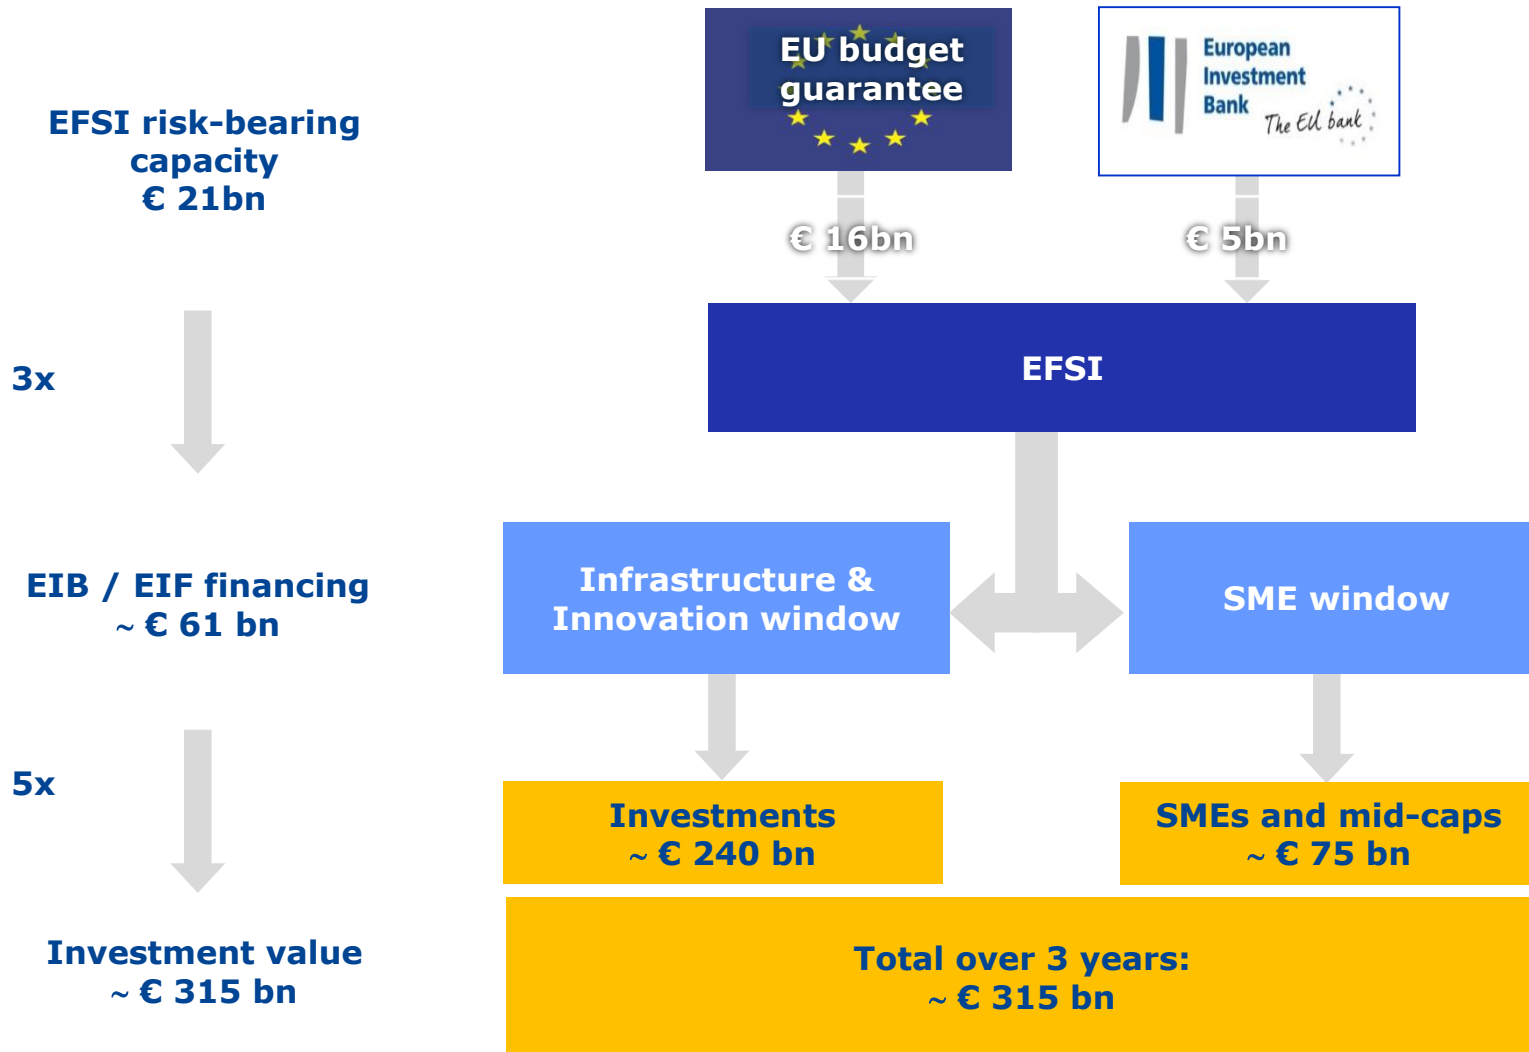 EU budget
guarantee
European
Investment
Bank
The EU bank
EFSI risk-bearing
capacity
€ 21bn
€ 16bn
€ 5bn
3x
EFSI
EIB / EIF financing
~ € 61 bn
Infrastructure &
Innovation window
SME window
5x
Investments
~ € 240 bn
SMEs and mid-caps
~ € 75 bn
Investment value
~ € 315 bn
Total over 3 years:
~ € 315 bn